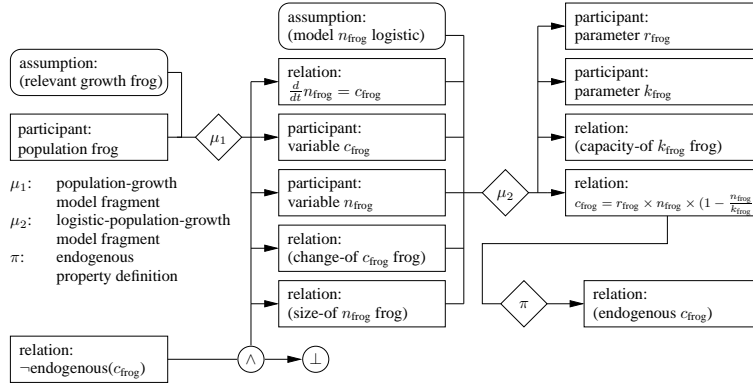 assumption:
(relevant growth frog)
participant:
population frog
μ₁
μ₁: population-growth
model fragment
μ₂: logistic-population-growth
model fragment
π: endogenous
property definition
relation:
¬endogenous(c_frog)
∧
⊥
assumption:
(model n_frog logistic)
relation:
d/dt n_frog = c_frog
participant:
variable c_frog
participant:
variable n_frog
relation:
(change-of c_frog frog)
relation:
(size-of n_frog frog)
μ₂
participant:
parameter r_frog
participant:
parameter k_frog
relation:
(capacity-of k_frog frog)
relation:
c_frog = r_frog × n_frog × (1 − n_frog/k_frog
π
relation:
(endogenous c_frog)